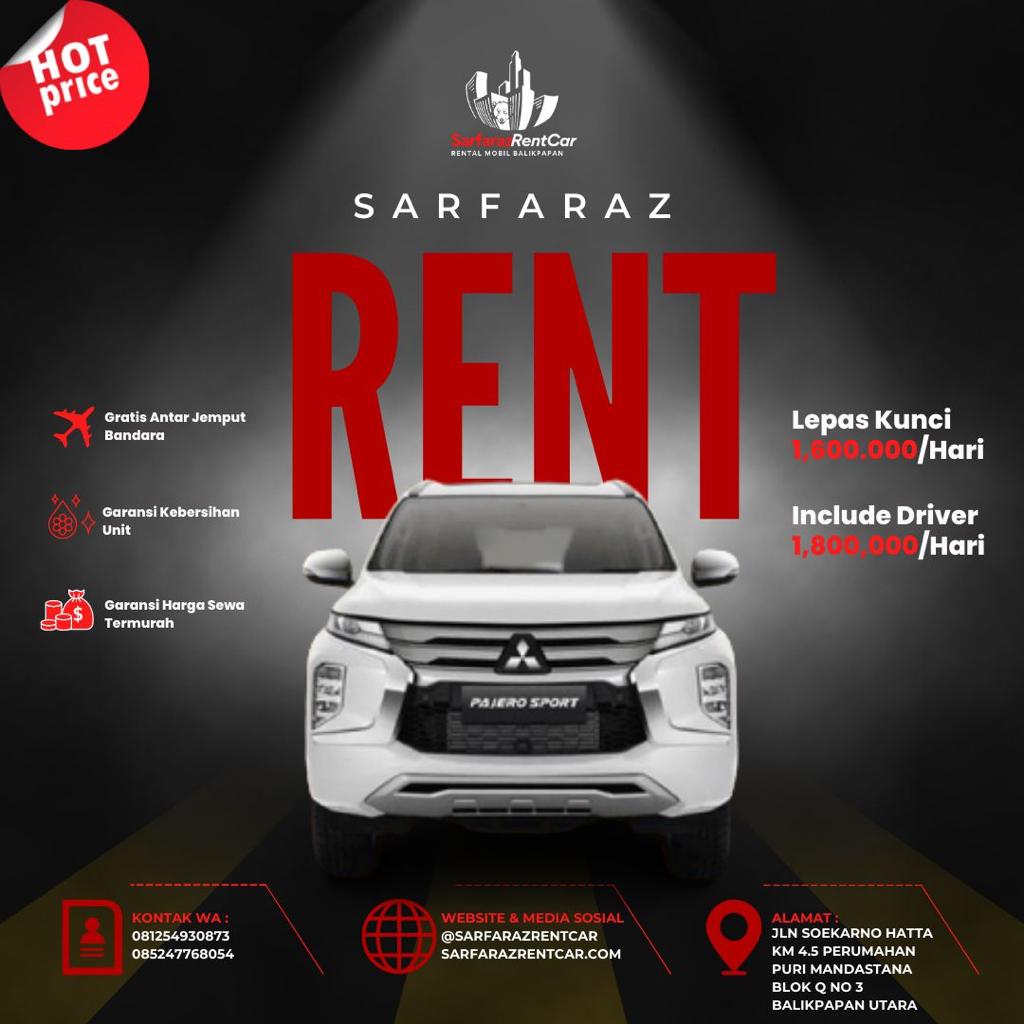 HOT
price
SarfarazRentCar
RENTAL MOBIL BALIKPAPAN
SARFARAZ
RENT
Gratis Antar Jemput
Bandara
Garansi Kebersihan
Unit
Garansi Harga Sewa
Termurah
Lepas Kunci
1,600.000/Hari
Include Driver
1,800,000/Hari
PAJERO SPORT
KONTAK WA :
081254930873
085247768054
WEBSITE & MEDIA SOSIAL
@SARFARAZRENTCAR
SARFARAZRENTCAR.COM
ALAMAT :
JLN SOEKARNO HATTA
KM 4.5 PERUMAHAN
PURI MANDASTANA
BLOK Q NO 3
BALIKPAPAN UTARA